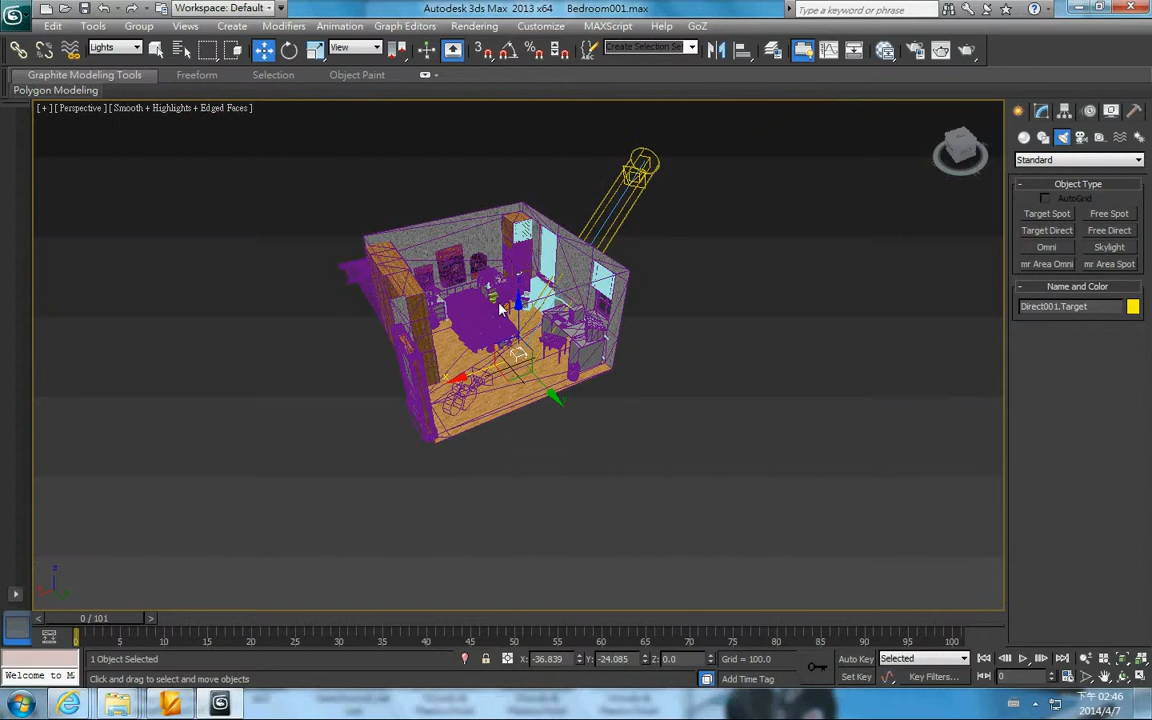 Workspace: Default
Autodesk 3ds Max 2013 x64 Bedroom001.max
Type a keyword or phrase
Edit Tools Group Views Create Modifiers Animation Graph Editors Rendering Customize MAXScript Help GoZ
Lights
View
Create Selection Set
Graphite Modeling Tools Freeform Selection Object Paint
Polygon Modeling
[ + ] [ Perspective ] [ Smooth + Highlights + Edged Faces ]
Standard
Object Type
AutoGrid
Target Spot Free Spot
Target Direct Free Direct
Omni Skylight
mr Area Omni mr Area Spot
Name and Color
Direct001.Target
0 / 101
0 5 10 15 20 25 30 35 40 45 50 55 60 65 70 75 80 85 90 95 100
1 Object Selected X: -36.839 Y: -24.085 Z: 0.0 Grid = 100.0 Auto Key Selected
Welcome to M Click and drag to select and move objects Add Time Tag Set Key Key Filters... 0
下午 02:46
2014/4/7